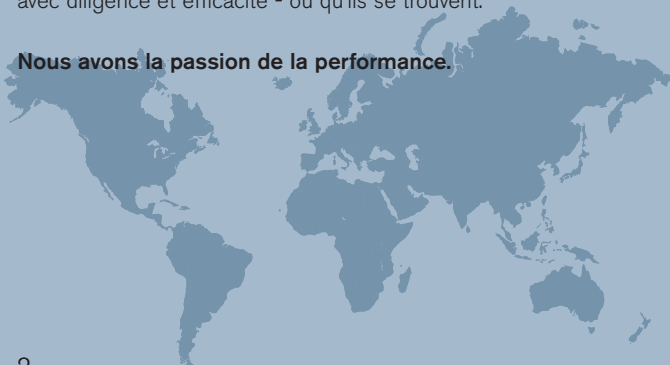 avec diligence et efficacité - où qu'ils se trouvent.
Nous avons la passion de la performance.